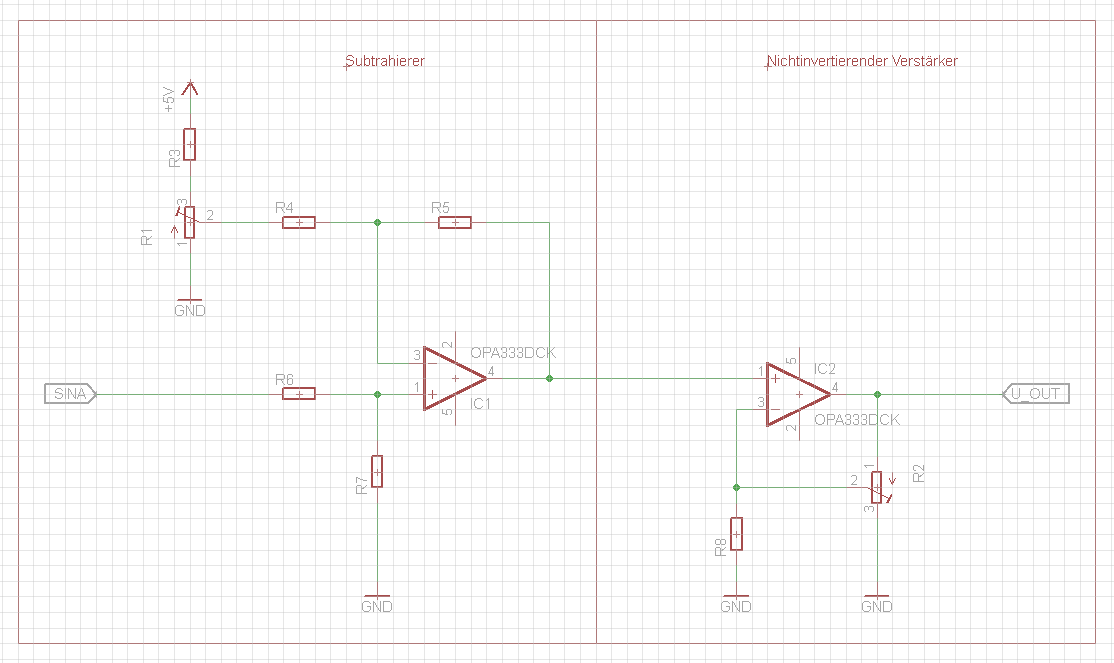 Subtrahierer
Nichtinvertierender Verstärker
+5V
R3
3
2
R1
1
GND
R4
R5
SINA
R6
3
2
OPA333DCK
4
1
5
IC1
R7
GND
1
5
IC2
4
3
2
OPA333DCK
U_OUT
1
2
3
R2
R8
GND
GND